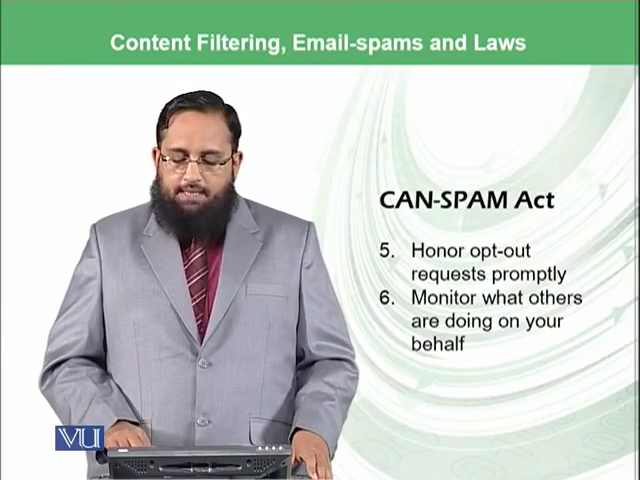 Content Filtering, Email-spams and Laws
CAN-SPAM Act
5. Honor opt-out
requests promptly
6. Monitor what others
are doing on your
behalf
VU